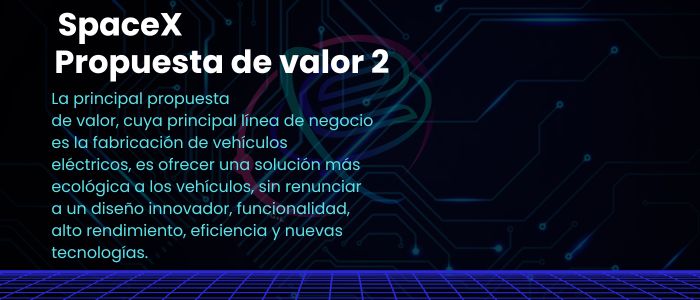 SpaceX
Propuesta de valor 2
La principal propuesta
de valor, cuya principal línea de negocio
es la fabricación de vehículos
eléctricos, es ofrecer una solución más
ecológica a los vehículos, sin renunciar
a un diseño innovador, funcionalidad,
alto rendimiento, eficiencia y nuevas
tecnologías.